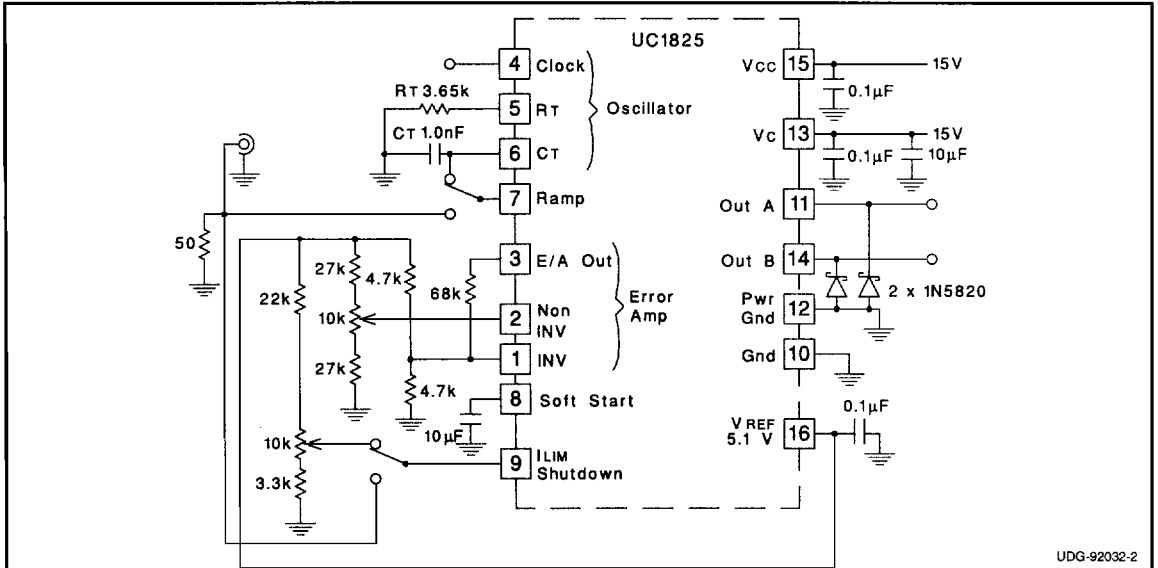 UC1825
4 Clock
RT 3.65k
5 RT
Oscillator
CT 1.0nF
6 CT
7 Ramp
50
3 E/A Out
27k
4.7k
22k
68k
Error
Amp
10k
2 Non
INV
1 INV
27k
4.7k
8 Soft Start
10µF
10k
9 ILIM
Shutdown
3.3k
VCC 15 15V
0.1µF
VC 13 15V
0.1µF 10µF
Out A 11
Out B 14
2 x 1N5820
Pwr
Gnd 12
Gnd 10
0.1µF
VREF
5.1 V 16
UDG-92032-2